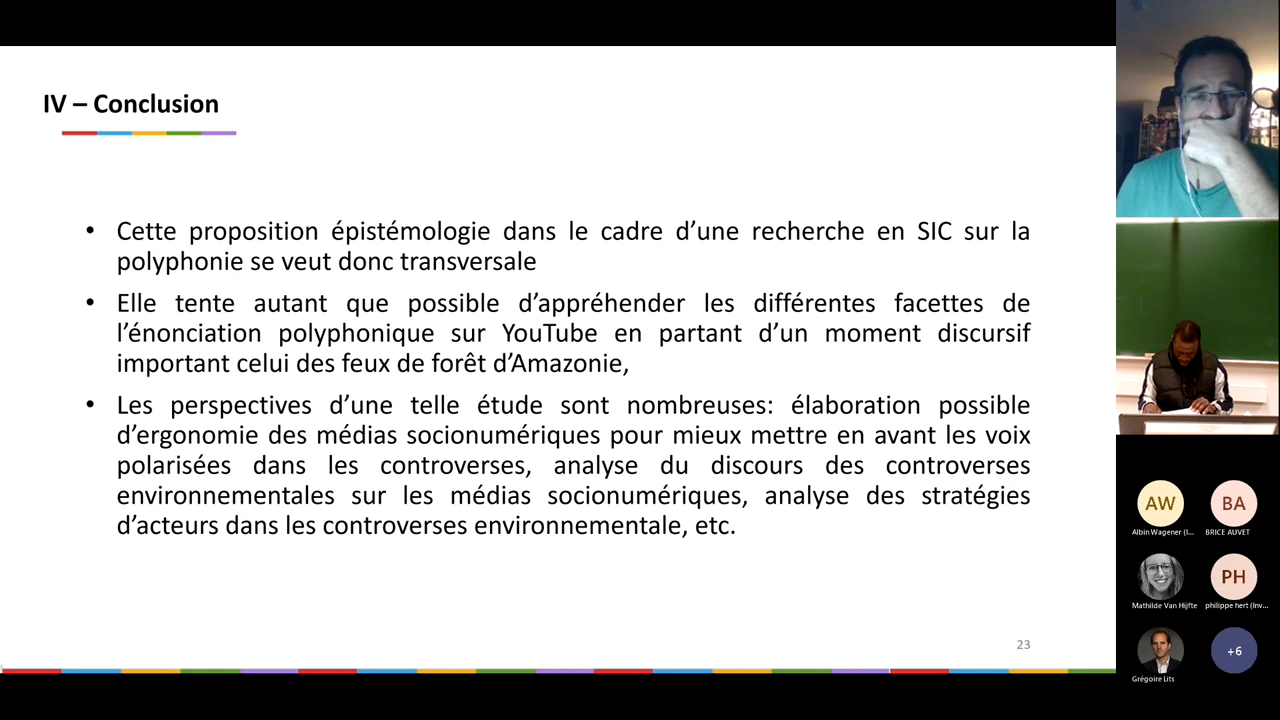 IV – Conclusion
• Cette proposition épistémologie dans le cadre d’une recherche en SIC sur la
polyphonie se veut donc transversale
• Elle tente autant que possible d’appréhender les différentes facettes de
l’énonciation polyphonique sur YouTube en partant d’un moment discursif
important celui des feux de forêt d’Amazonie,
• Les perspectives d’une telle étude sont nombreuses: élaboration possible
d’ergonomie des médias socionumériques pour mieux mettre en avant les voix
polarisées dans les controverses, analyse du discours des controverses
environnementales sur les médias socionumériques, analyse des stratégies
d’acteurs dans les controverses environnementale, etc.
23
AW
BA
Albin Wagener (I...
BRICE AUVET
PH
Mathilde Van Hijfte
philippe hert (Inv...
+6
Grégoire Lits